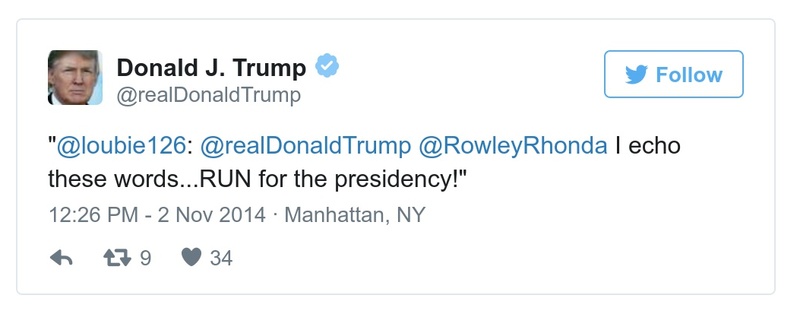 Donald J. Trump
@realDonaldTrump
Follow
"@loubie126: @realDonaldTrump @RowleyRhonda I echo
these words...RUN for the presidency!"
12:26 PM - 2 Nov 2014 · Manhattan, NY
9 34